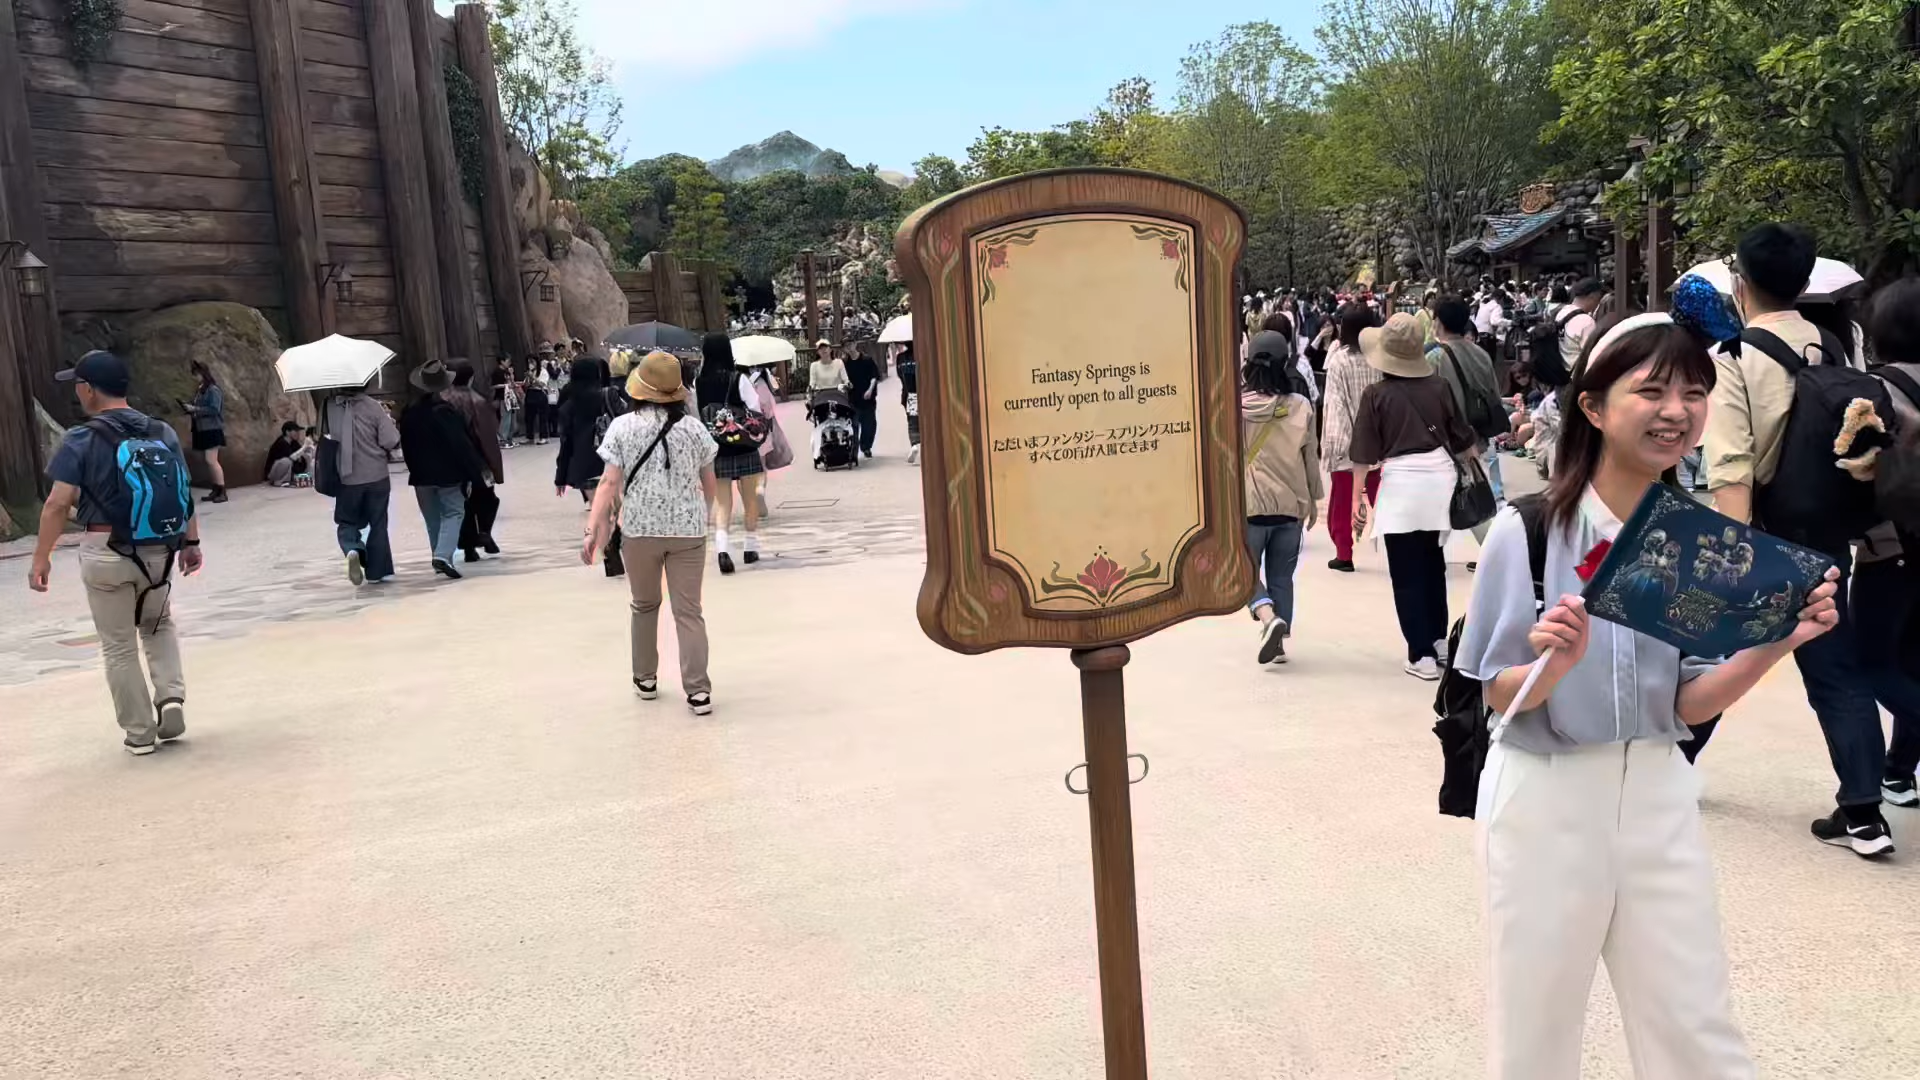 Fantasy Springs is
currently open to all guests
ただいまファンタジースプリングスには
すべての方が入園できます